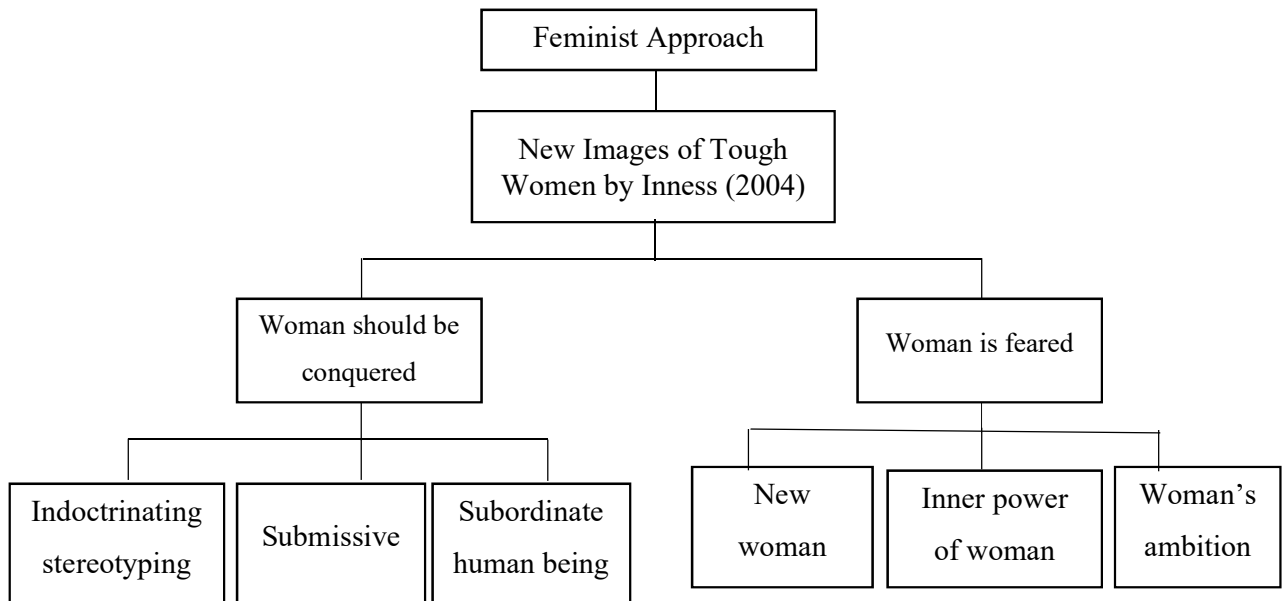 Feminist Approach
New Images of Tough
Women by Inness (2004)
Woman should be
conquered
Woman is feared
Indoctrinating
stereotyping
Submissive
Subordinate
human being
New
woman
Inner power
of woman
Woman’s
ambition